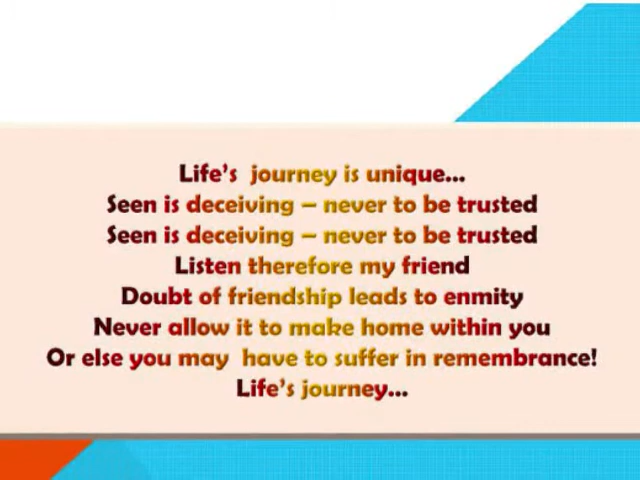 Life's journey is unique...
Seen is deceiving – never to be trusted
Seen is deceiving – never to be trusted
Listen therefore my friend
Doubt of friendship leads to enmity
Never allow it to make home within you
Or else you may have to suffer in remembrance!
Life's journey...